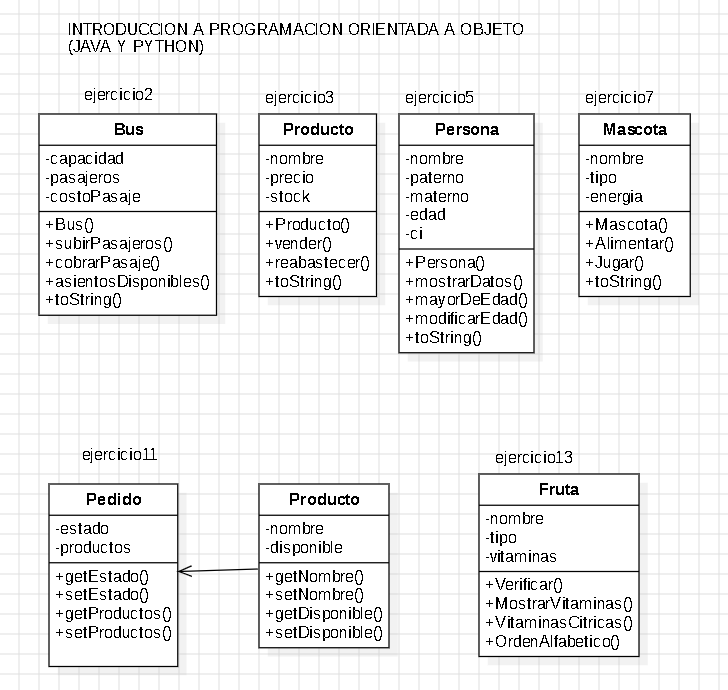 INTRODUCCION A PROGRAMACION ORIENTADA A OBJETO
(JAVA Y PYTHON)
ejercicio2
Bus
-capacidad
-pasajeros
-costoPasaje
+Bus()
+subirPasajeros()
+cobrarPasaje()
+asientosDisponibles()
+toString()
ejercicio3
Producto
-nombre
-precio
-stock
+Producto()
+vender()
+reabastecer()
+toString()
ejercicio5
Persona
-nombre
-paterno
-materno
-edad
-ci
+Persona()
+mostrarDatos()
+mayorDeEdad()
+modificarEdad()
+toString()
ejercicio7
Mascota
-nombre
-tipo
-energia
+Mascota()
+Alimentar()
+Jugar()
+toString()
ejercicio11
Pedido
-estado
-productos
+getEstado()
+setEstado()
+getProductos()
+setProductos()
Producto
-nombre
-disponible
+getNombre()
+setNombre()
+getDisponible()
+setDisponible()
ejercicio13
Fruta
-nombre
-tipo
-vitaminas
+Verificar()
+MostrarVitaminas()
+VitaminasCitricas()
+OrdenAlfabetico()